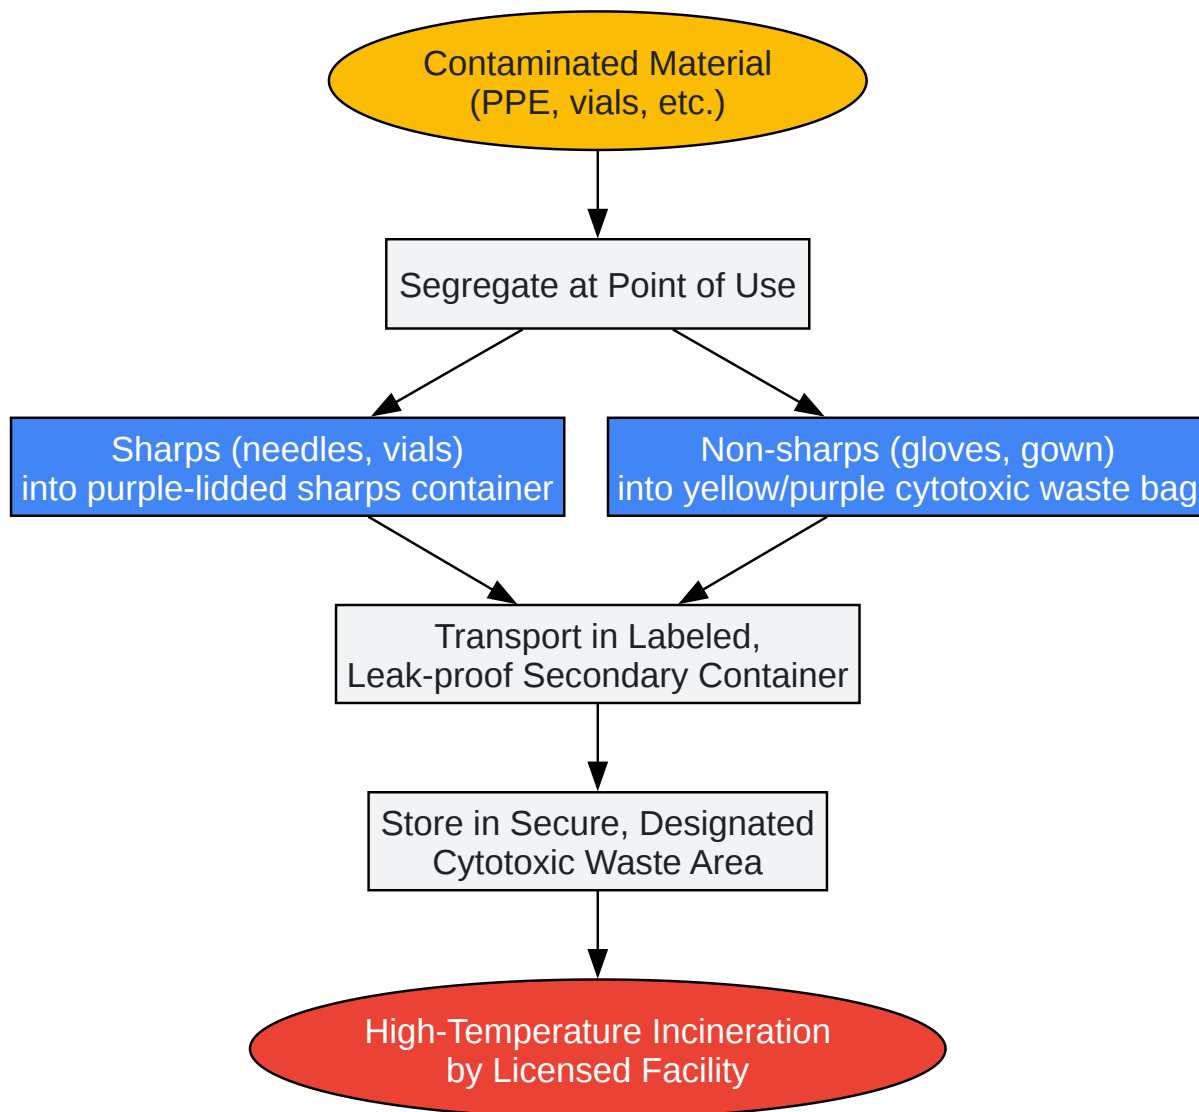 Contaminated Material
(PPE, vials, etc.)
Segregate at Point of Use
Sharps (needles, vials)
into purple-lidded sharps container
Non-sharps (gloves, gown)
into yellow/purple cytotoxic waste bag
Transport in Labeled,
Leak-proof Secondary Container
Store in Secure, Designated
Cytotoxic Waste Area
High-Temperature Incineration
by Licensed Facility